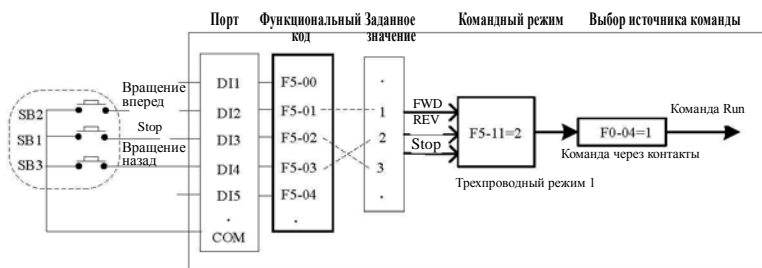 Порт Функциональный код Заданное значение Командный режим Выбор источника команды
Вращение вперед
Stop
Вращение назад
SB2
SB1
SB3
DI1
DI2
DI3
DI4
DI5
.
COM
F5-00
F5-01
F5-02
F5-03
F5-04
.
.
1
2
3
.
FWD
REV
Stop
F5-11=2
Трехпроводный режим 1
F0-04=1
Команда через контакты
Команда Run